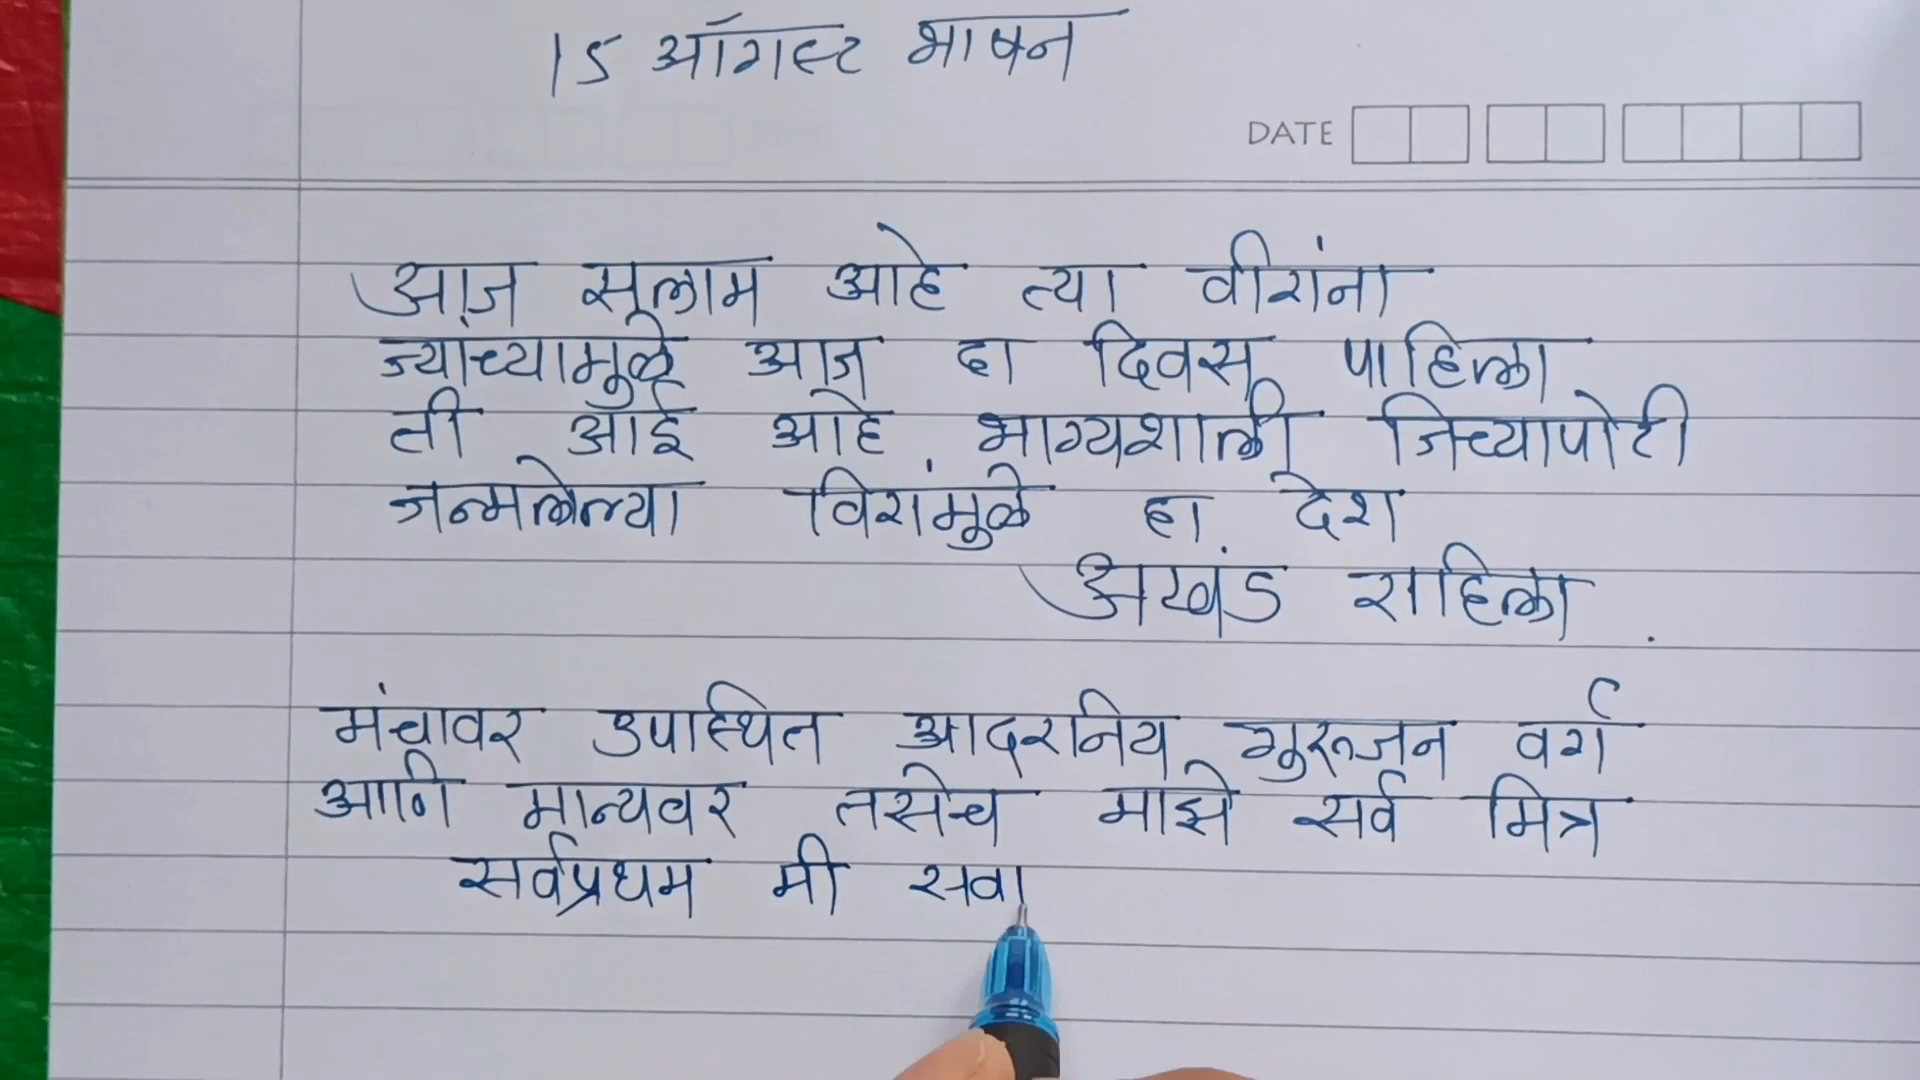 15 ऑगस्ट भाषन
DATE
आज सलाम आहे त्या वीरांना
ज्यांच्यामुळे आज हा दिवस पाहिला
ती आई आहे भाग्यशाली जिच्यापोटी
जन्मलेल्या विरांमुळे हा देश
अखंड राहिला .
मंचावर उपस्थित आदरनिय गुरूजन वर्ग
आणि मान्यवर तसेच माझे सर्व मित्र
सर्वप्रथम मी सवा